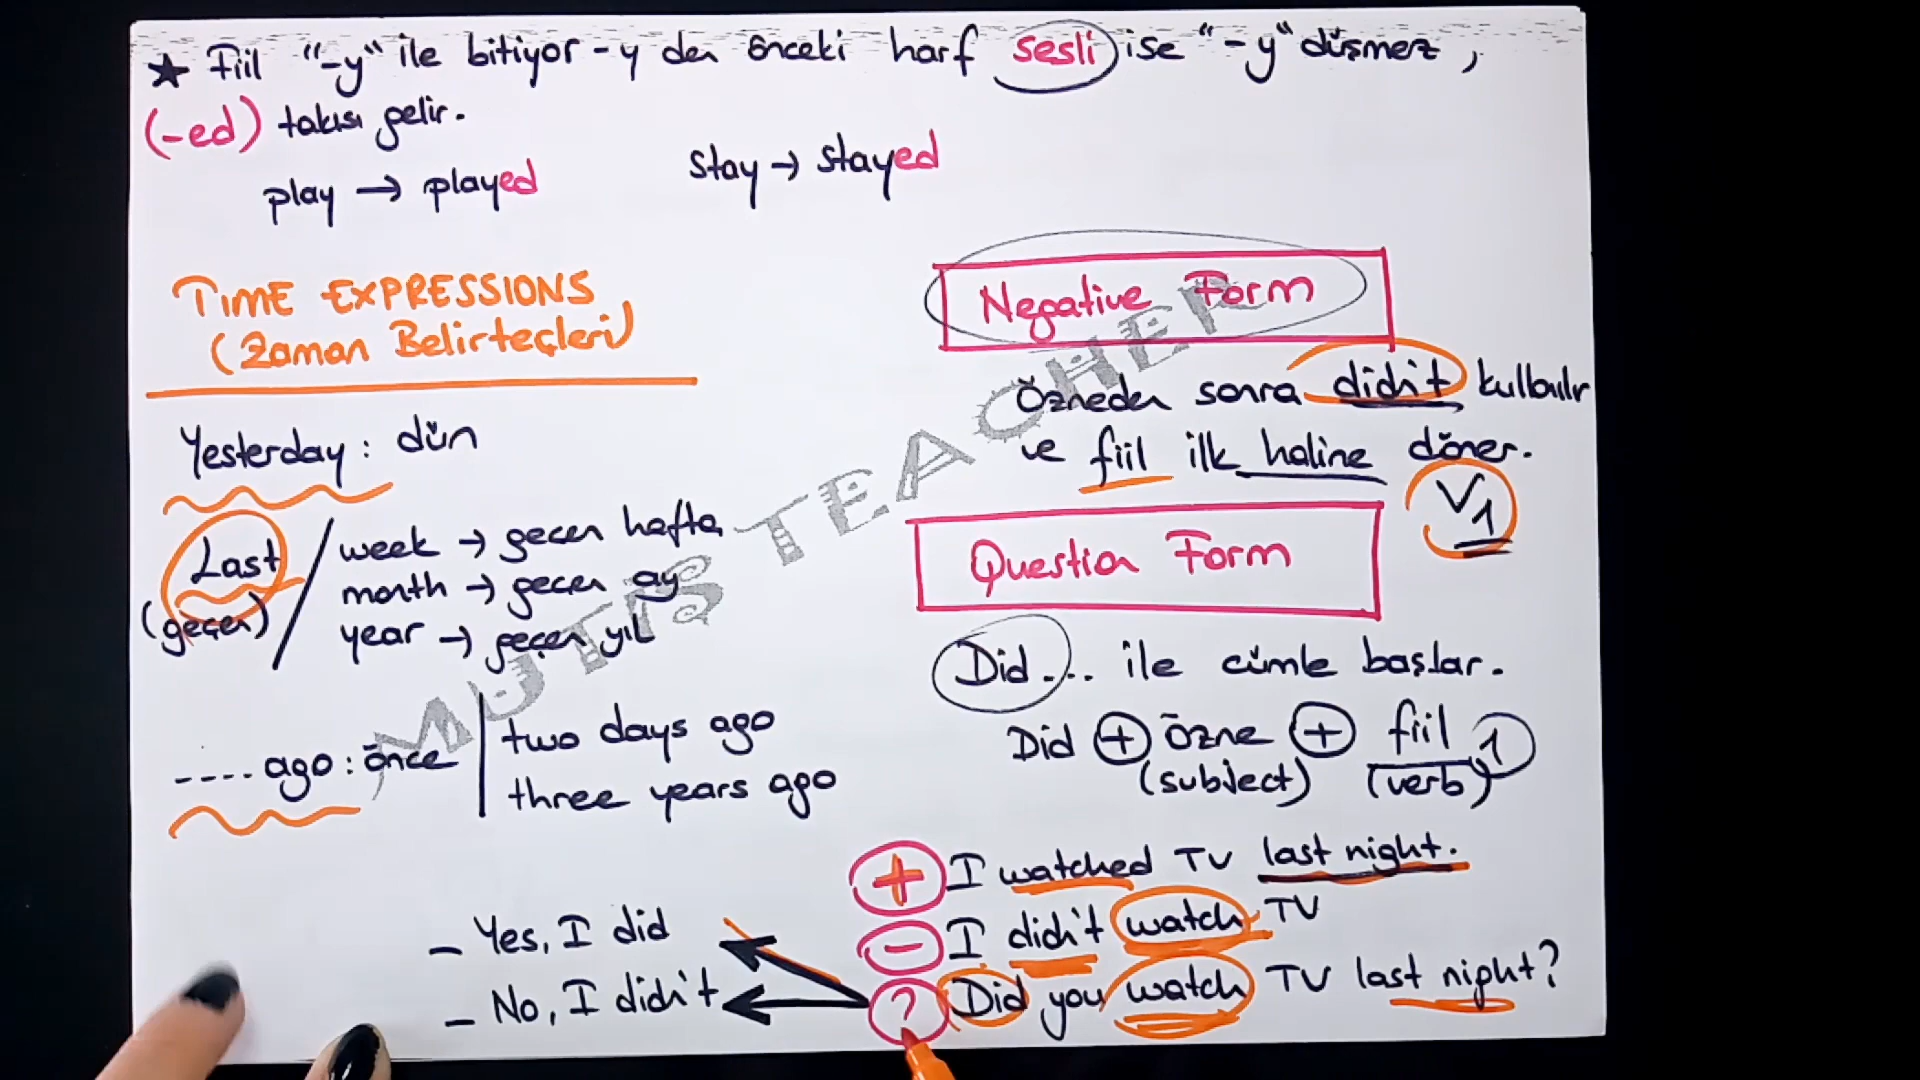 ★ Fiil "-y" ile bitiyor -y den önceki harf sesli ise "-y" düşmez,
(-ed) takısı gelir.
play → played
stay → stayed
TIME EXPRESSIONS
(Zaman Belirteçleri)
Yesterday : dün
Last (geçen) /
week → geçen hafta
month → geçen ay
year → geçen yıl
---- ago : önce
two days ago
three years ago
Negative Form
Özneden sonra didn't kullanılır
ve fiil ilk haline döner.
V1
Question Form
Did... ile cümle başlar.
Did + özne + fiil 1
(subject) (verb)
+ I watched TV last night.
- I didn't watch TV
? Did you watch TV last night?
- Yes, I did
- No, I didn't
TEACHER